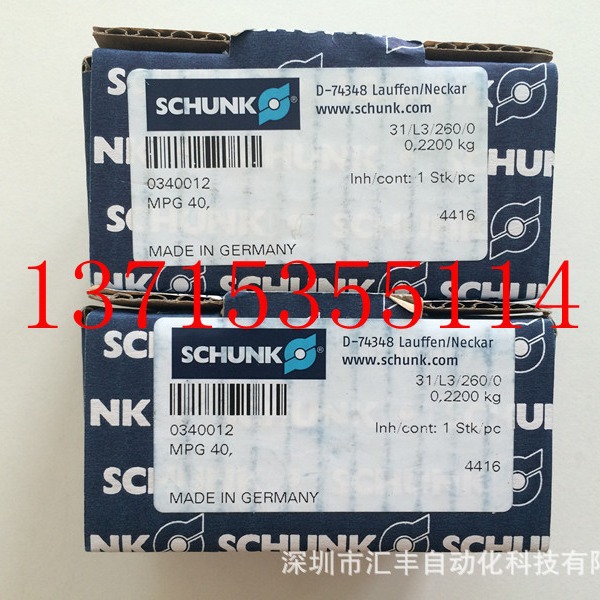 SCHUNK ®
D-74348 Lauffen/Neckar
www.schunk.com
31/L3/260/0
0,2200 kg
0340012
Inh/cont: 1 Stk/pc
MPG 40,
4416
MADE IN GERMANY
13715355114
SCHUNK ®
D-74348 Lauffen/Neckar
www.schunk.com
31/L3/260/0
0,2200 kg
0340012
Inh/cont: 1 Stk/pc
MPG 40,
4416
MADE IN GERMANY
SCHUNK
深圳市汇丰自动化科技有限